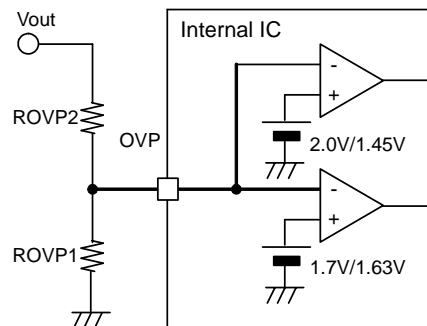 Vout
Internal IC
-
+
ROVP2
OVP
2.0V/1.45V
-
+
ROVP1
1.7V/1.63V